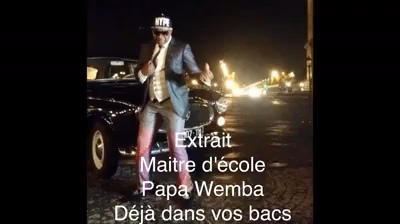 Extrait
Maitre d'école
Papa Wemba
Déjà dans vos bacs